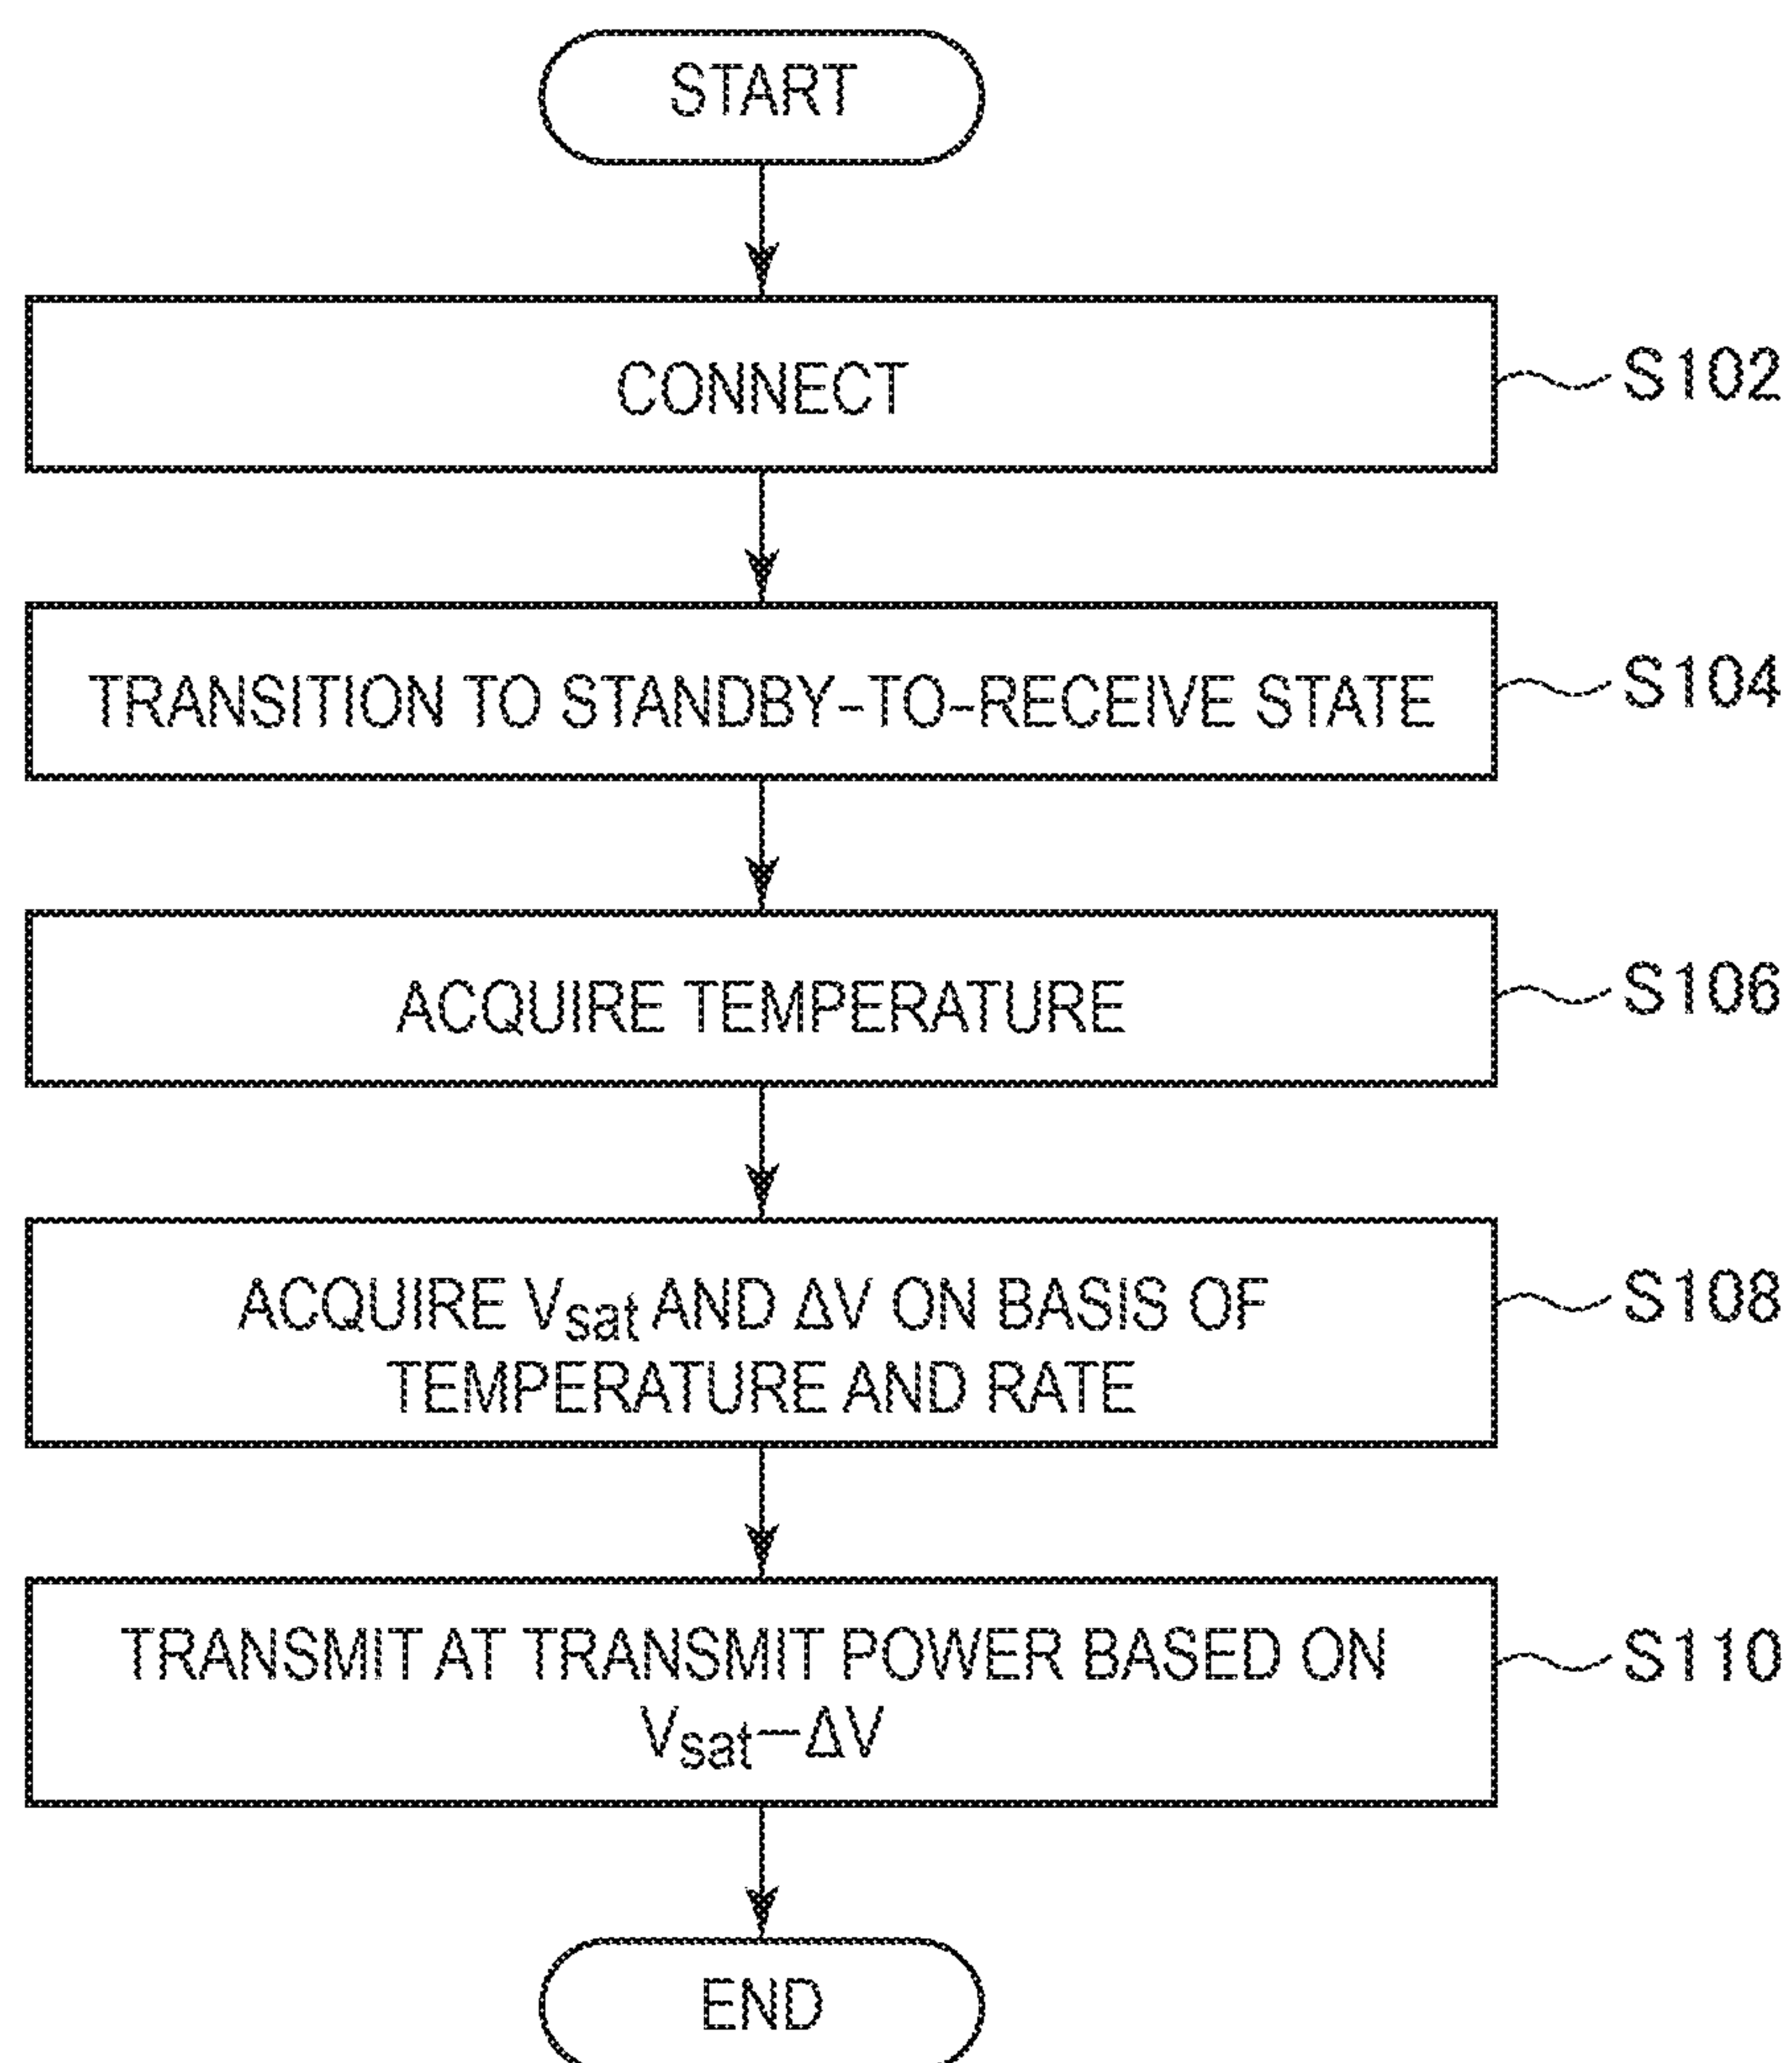 START
CONNECT
S102
TRANSITION TO STANDBY-TO-RECEIVE STATE
S104
ACQUIRE TEMPERATURE
S106
ACQUIRE Vsat AND ΔV ON BASIS OF
TEMPERATURE AND RATE
S108
TRANSMIT AT TRANSMIT POWER BASED ON
Vsat—ΔV
S110
END